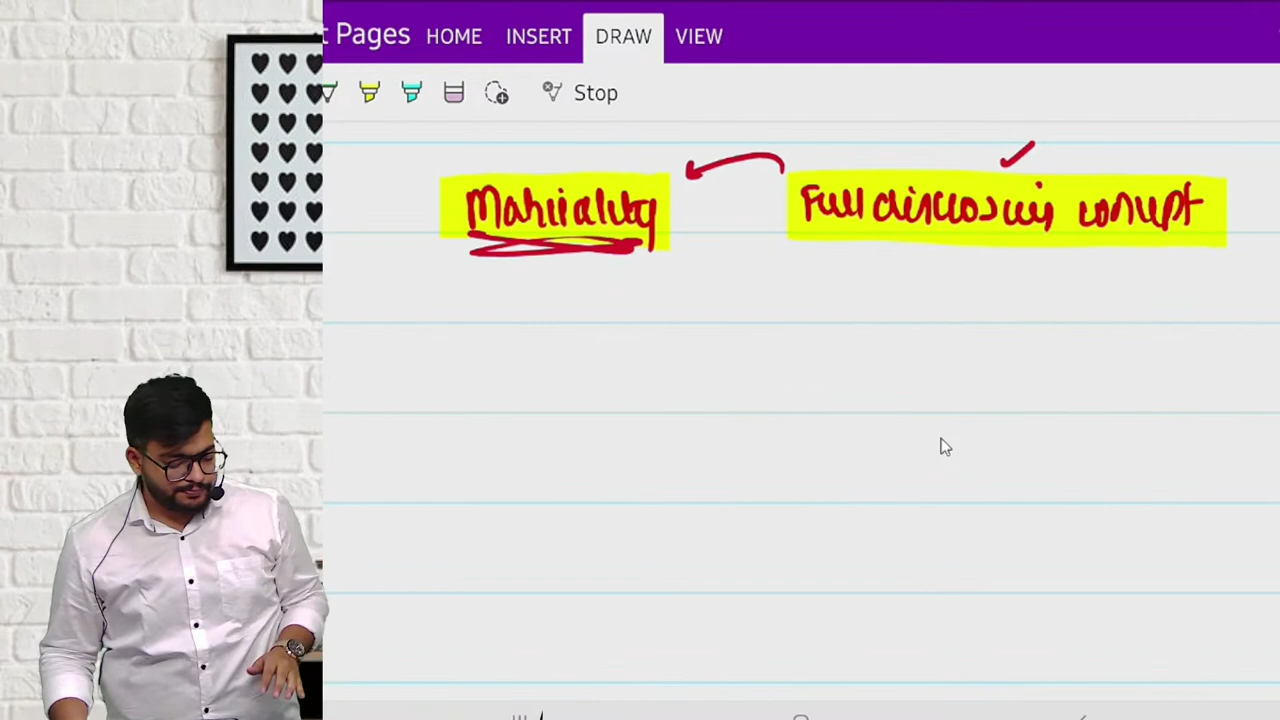 t Pages HOME INSERT DRAW VIEW
Stop
Materiality Full disclosure concept